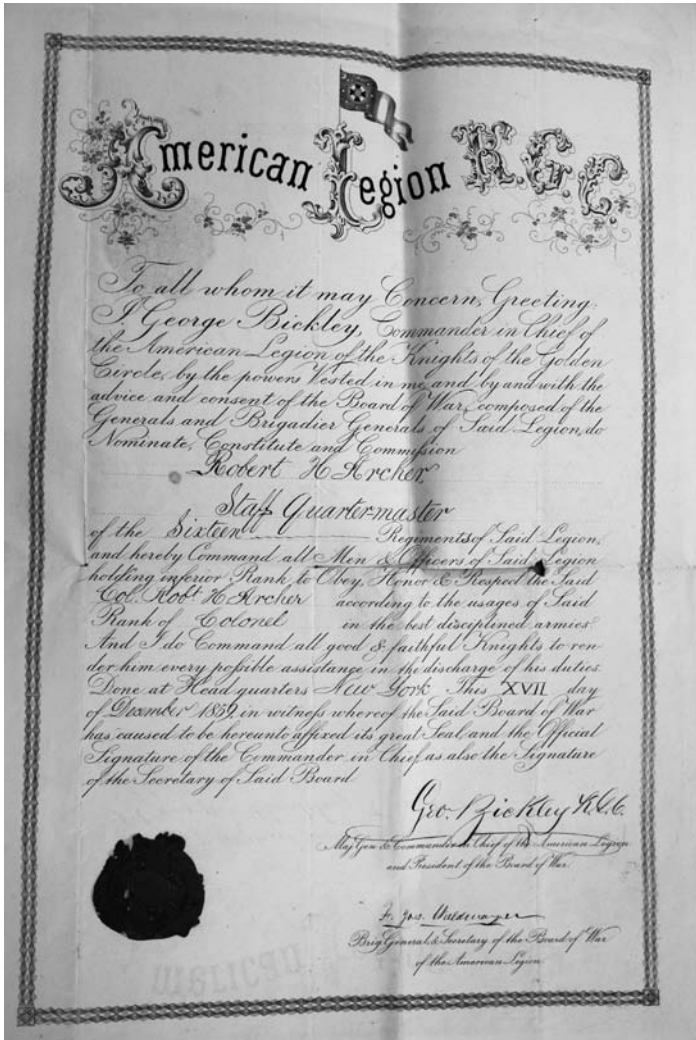 American Legion K.G.C.
To all whom it may Concern, Greeting.
I George Bickley, Commander in Chief of
the American Legion of the Knights of the Golden
Circle, by the powers Vested in me and by and with the
advice and consent of the Board of War, composed of the
Generals and Brigadier Generals of Said Legion, do
Nominate, Constitute and Commission
Robert H Archer
Staff Quartermaster
of the Sixteen Regiments of Said Legion,
and hereby Command all Men & Officers of Said Legion
holding inferior Rank to Obey, Honor & Respect the Said
Col. Robt H Archer according to the usages of Said
Rank of Colonel in the best disciplined armies
And I do Command all good & faithful Knights to ren
der him every possible assistance in the discharge of his duties
Done at Head quarters New York This XVII day
of December 1859, in witness whereof the Said Board of War
has caused to be hereunto affixed its great Seal, and the Official
Signature of the Commander in Chief, as also the Signature
of the Secretary of Said Board
Geo. Bickley K.G.C.
Maj Gen & Commander in Chief of the American Legion
and President of the Board of War.
Brig General & Secretary of the Board of War
of the American Legion